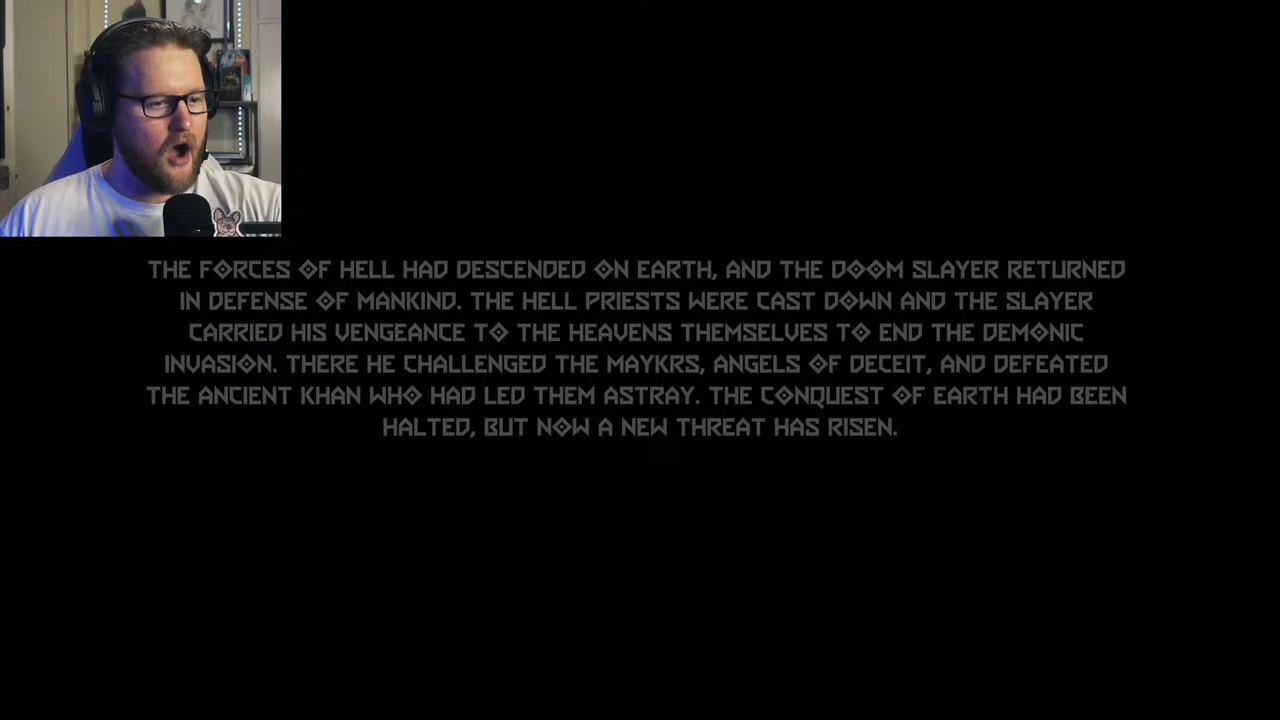 THE FORCES OF HELL HAD DESCENDED ON EARTH, AND THE DOOM SLAYER RETURNED
IN DEFENSE OF MANKIND. THE HELL PRIESTS WERE CAST DOWN AND THE SLAYER
CARRIED HIS VENGEANCE TO THE HEAVENS THEMSELVES TO END THE DEMONIC
INVASION. THERE HE CHALLENGED THE MAYKRS, ANGELS OF DECEIT, AND DEFEATED
THE ANCIENT KHAN WHO HAD LED THEM ASTRAY. THE CONQUEST OF EARTH HAD BEEN
HALTED, BUT NOW A NEW THREAT HAS RISEN.